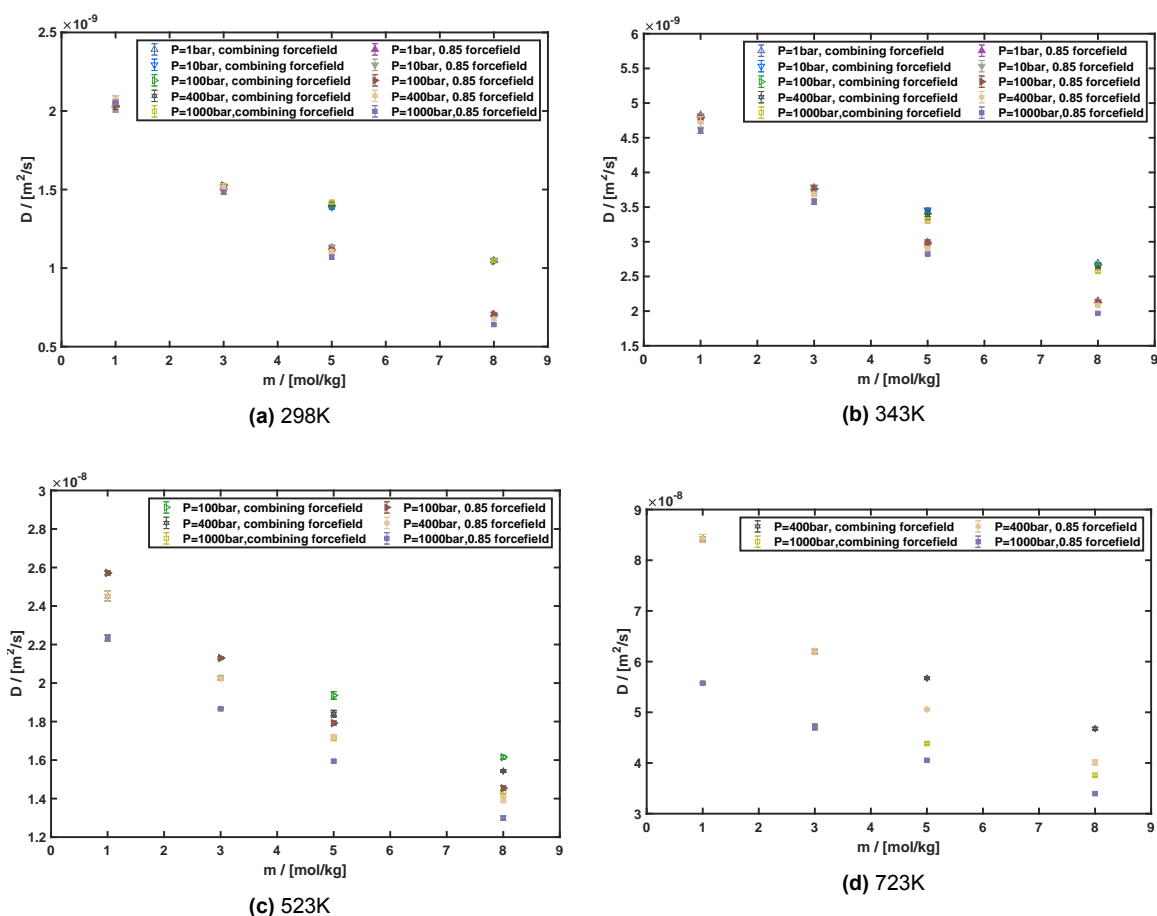 ×10-9
P=1bar, combining forcefield P=1bar, 0.85 forcefield
P=10bar, combining forcefield P=10bar, 0.85 forcefield
P=100bar, combining forcefield P=100bar, 0.85 forcefield
P=400bar, combining forcefield P=400bar, 0.85 forcefield
P=1000bar,combining forcefield P=1000bar,0.85 forcefield
2
1.5
1
0.5
D / [m2/s]
0 1 2 3 4 5 6 7 8 9
m / [mol/kg]
(a) 298K
×10-9
P=1bar, combining forcefield P=1bar, 0.85 forcefield
P=10bar, combining forcefield P=10bar, 0.85 forcefield
P=100bar, combining forcefield P=100bar, 0.85 forcefield
P=400bar, combining forcefield P=400bar, 0.85 forcefield
P=1000bar,combining forcefield P=1000bar,0.85 forcefield
6
5.5
5
4.5
4
3.5
3
2.5
2
1.5
D / [m2/s]
0 1 2 3 4 5 6 7 8 9
m / [mol/kg]
(b) 343K
×10-8
P=100bar, combining forcefield P=100bar, 0.85 forcefield
P=400bar, combining forcefield P=400bar, 0.85 forcefield
P=1000bar,combining forcefield P=1000bar,0.85 forcefield
3
2.8
2.6
2.4
2.2
2
1.8
1.6
1.4
1.2
D / [m2/s]
0 1 2 3 4 5 6 7 8 9
m / [mol/kg]
(c) 523K
×10-8
P=400bar, combining forcefield P=400bar, 0.85 forcefield
P=1000bar,combining forcefield P=1000bar,0.85 forcefield
9
8
7
6
5
4
3
D / [m2/s]
0 1 2 3 4 5 6 7 8 9
m / [mol/kg]
(d) 723K